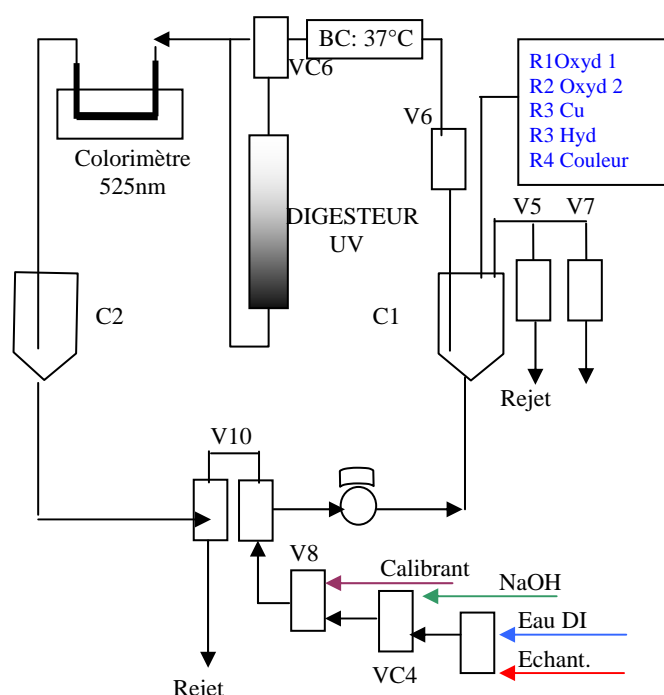 BC: 37°C
VC6
R1Oxyd 1
R2 Oxyd 2
R3 Cu
R3 Hyd
R4 Couleur
V6
Colorimètre
525nm
DIGESTEUR
UV
V5
V7
C2
C1
Rejet
V10
V8
Calibrant
NaOH
Eau DI
VC4
Echant.
Rejet